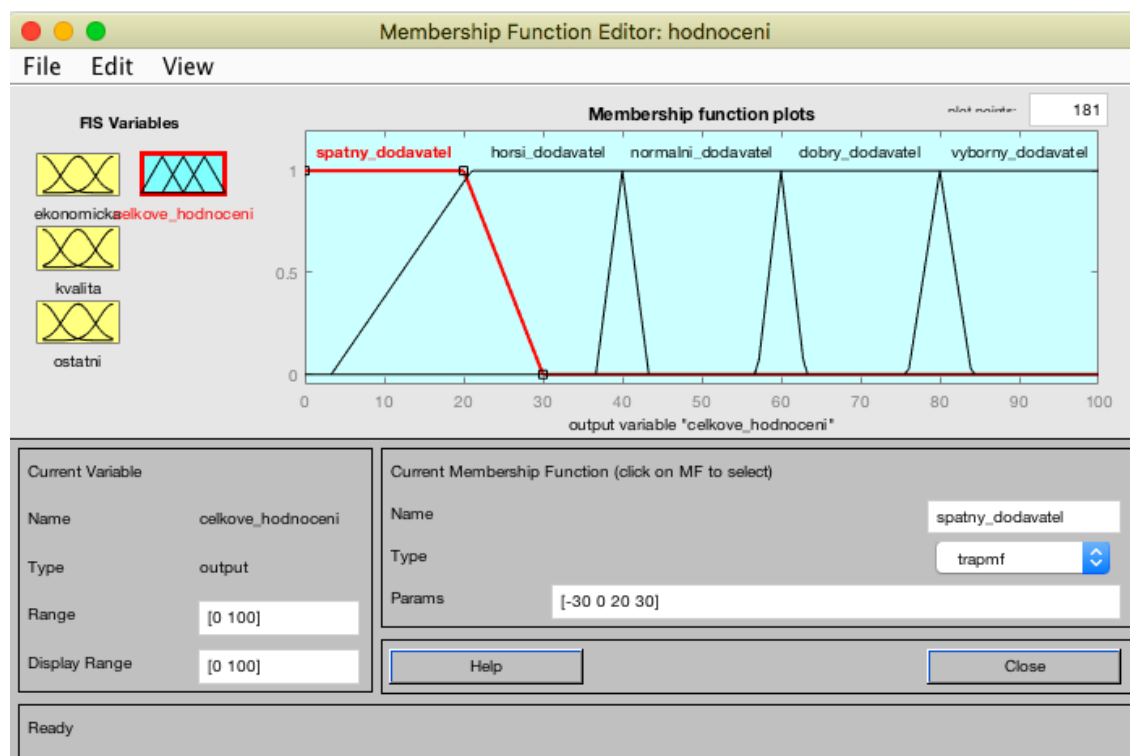 Membership Function Editor: hodnoceni
File Edit View
FIS Variables
Membership function plots
plot points:
181
ekonomicka
celkove_hodnoceni
kvalita
ostatni
spatny_dodavatel horsi_dodavatel normalni_dodavatel dobry_dodavatel vyborny_dodavatel
1
0.5
0
0 10 20 30 40 50 60 70 80 90 100
output variable "celkove_hodnoceni"
Current Variable
Name celkove_hodnoceni
Type output
Range [0 100]
Display Range [0 100]
Current Membership Function (click on MF to select)
Name spatny_dodavatel
Type trapmf
Params [-30 0 20 30]
Help Close
Ready